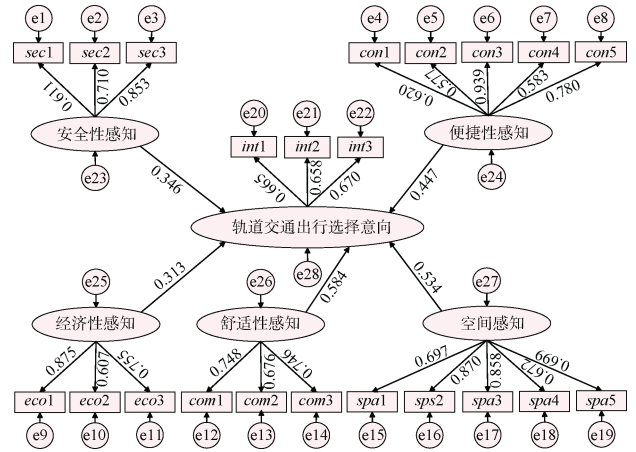 e1 e2 e3 e4 e5 e6 e7 e8
sec1 sec2 sec3 con1 con2 con3 con4 con5
0.611 0.710 0.853 0.620 0.577 0.939 0.583 0.780
e20 e21 e22
安全性感知 int1 int2 int3 便捷性感知
e23 0.346 0.665 0.658 0.670 0.447 e24
轨道交通出行选择意向
e25 0.313 e26 e28 0.584 0.534 e27
经济性感知 舒适性感知 空间感知
0.875 0.607 0.755 0.748 0.676 0.746 0.697 0.870 0.858 0.672 0.699
eco1 eco2 eco3 com1 com2 com3 spa1 sps2 spa3 spa4 spa5
e9 e10 e11 e12 e13 e14 e15 e16 e17 e18 e19